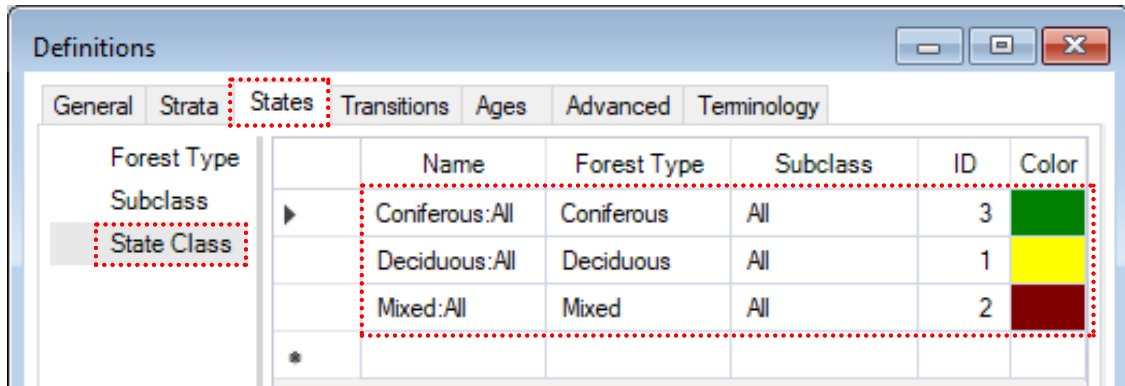 Definitions
General Strata States Transitions Ages Advanced Terminology
Forest Type
Subclass
State Class
Name Forest Type Subclass ID Color
Coniferous:All Coniferous All 3
Deciduous:All Deciduous All 1
Mixed:All Mixed All 2